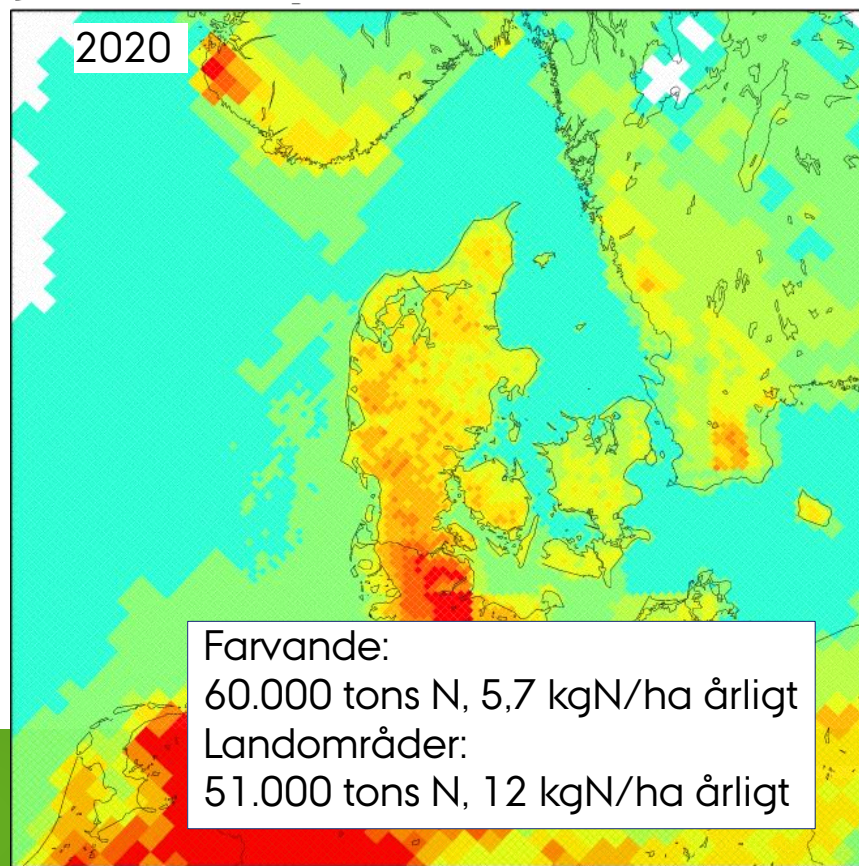 2020
Farvande:
60.000 tons N, 5,7 kgN/ha årligt
Landområder:
51.000 tons N, 12 kgN/ha årligt